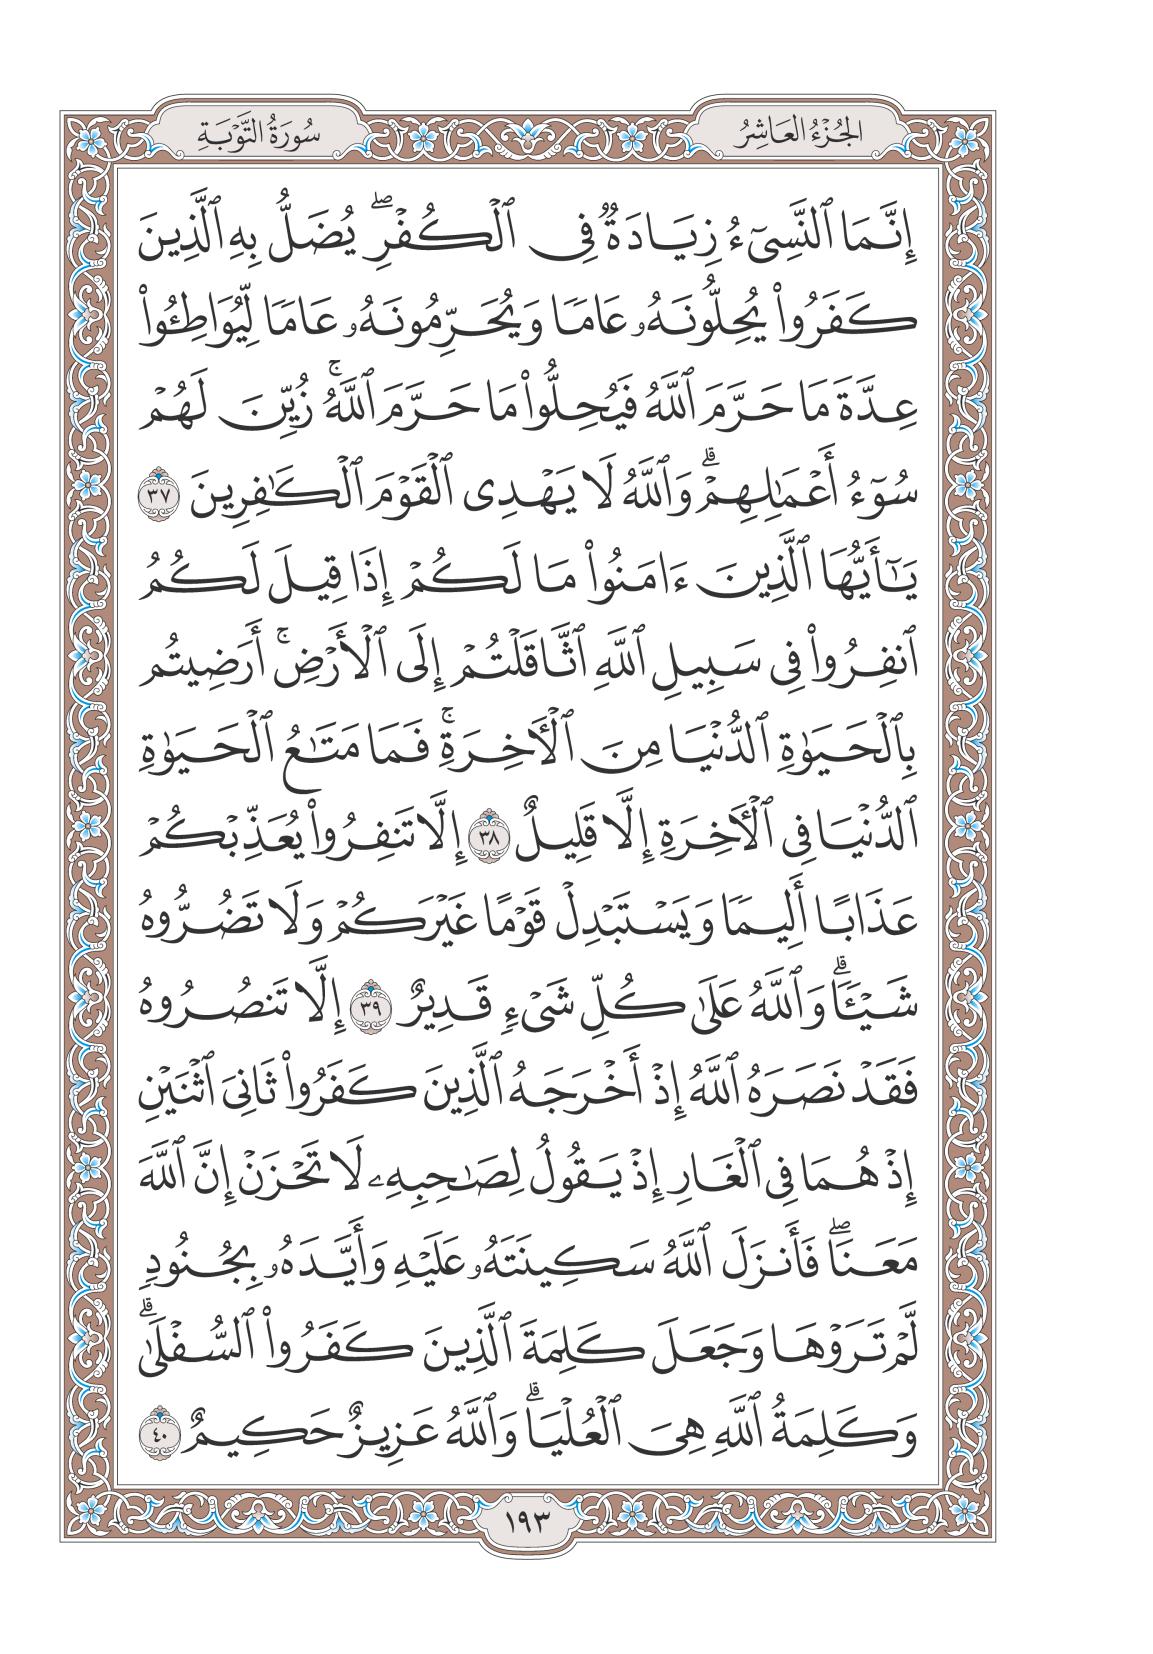 الجُزْءُ العَاشِرُ
سُورَةُ التَّوْبَةِ
إِنَّمَا ٱلنَّسِىٓءُ زِيَادَةٌ فِى ٱلْكُفْرِ ۖ يُضَلُّ بِهِ ٱلَّذِينَ
كَفَرُوا۟ يُحِلُّونَهُۥ عَامًا وَيُحَرِّمُونَهُۥ عَامًا لِّيُوَاطِـُٔوا۟
عِدَّةَ مَا حَرَّمَ ٱللَّهُ فَيُحِلُّوا۟ مَا حَرَّمَ ٱللَّهُ ۚ زُيِّنَ لَهُمْ
سُوٓءُ أَعْمَـٰلِهِمْ ۗ وَٱللَّهُ لَا يَهْدِى ٱلْقَوْمَ ٱلْكَـٰفِرِينَ ٣٧
يَـٰٓأَيُّهَا ٱلَّذِينَ ءَامَنُوا۟ مَا لَكُمْ إِذَا قِيلَ لَكُمُ
ٱنفِرُوا۟ فِى سَبِيلِ ٱللَّهِ ٱثَّاقَلْتُمْ إِلَى ٱلْأَرْضِ ۚ أَرَضِيتُم
بِٱلْحَيَوٰةِ ٱلدُّنْيَا مِنَ ٱلْـَٔاخِرَةِ ۚ فَمَا مَتَـٰعُ ٱلْحَيَوٰةِ
ٱلدُّنْيَا فِى ٱلْـَٔاخِرَةِ إِلَّا قَلِيلٌ ٣٨ إِلَّا تَنفِرُوا۟ يُعَذِّبْكُمْ
عَذَابًا أَلِيمًا وَيَسْتَبْدِلْ قَوْمًا غَيْرَكُمْ وَلَا تَضُرُّوهُ
شَيْـًٔا ۗ وَٱللَّهُ عَلَىٰ كُلِّ شَىْءٍ قَدِيرٌ ٣٩ إِلَّا تَنصُرُوهُ
فَقَدْ نَصَرَهُ ٱللَّهُ إِذْ أَخْرَجَهُ ٱلَّذِينَ كَفَرُوا۟ ثَانِىَ ٱثْنَيْنِ
إِذْ هُمَا فِى ٱلْغَارِ إِذْ يَقُولُ لِصَـٰحِبِهِۦ لَا تَحْزَنْ إِنَّ ٱللَّهَ
مَعَنَا ۖ فَأَنزَلَ ٱللَّهُ سَكِينَتَهُۥ عَلَيْهِ وَأَيَّدَهُۥ بِجُنُودٍ
لَّمْ تَرَوْهَا وَجَعَلَ كَلِمَةَ ٱلَّذِينَ كَفَرُوا۟ ٱلسُّفْلَىٰ ۗ
وَكَلِمَةُ ٱللَّهِ هِىَ ٱلْعُلْيَا ۗ وَٱللَّهُ عَزِيزٌ حَكِيمٌ ٤٠
١٩٣